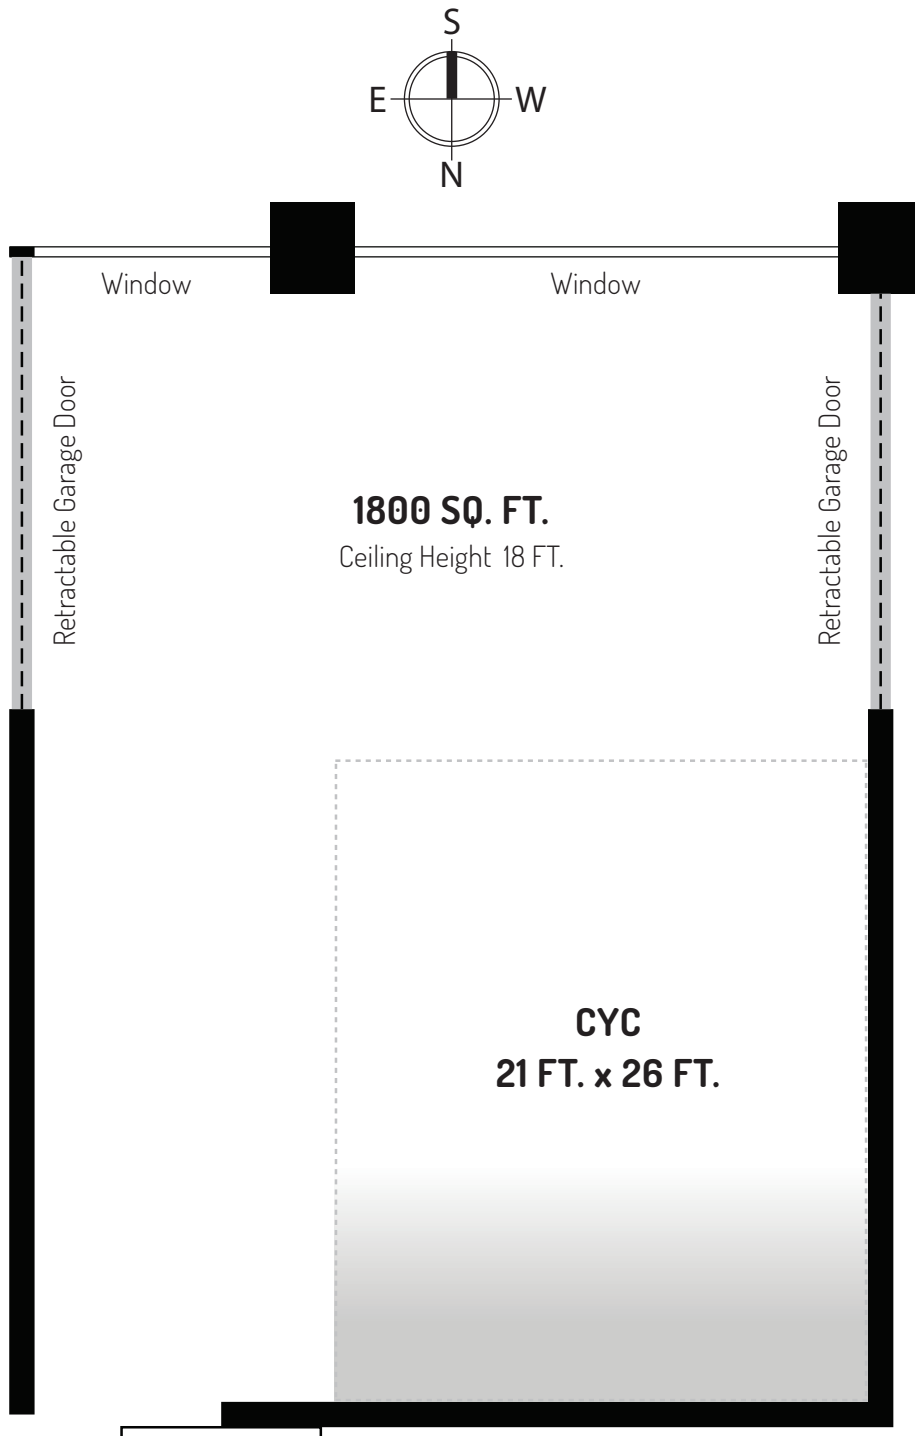 S
E W
N
Window Window
Retractable Garage Door
Retractable Garage Door
1800 SQ. FT.
Ceiling Height 18 FT.
CYC
21 FT. x 26 FT.